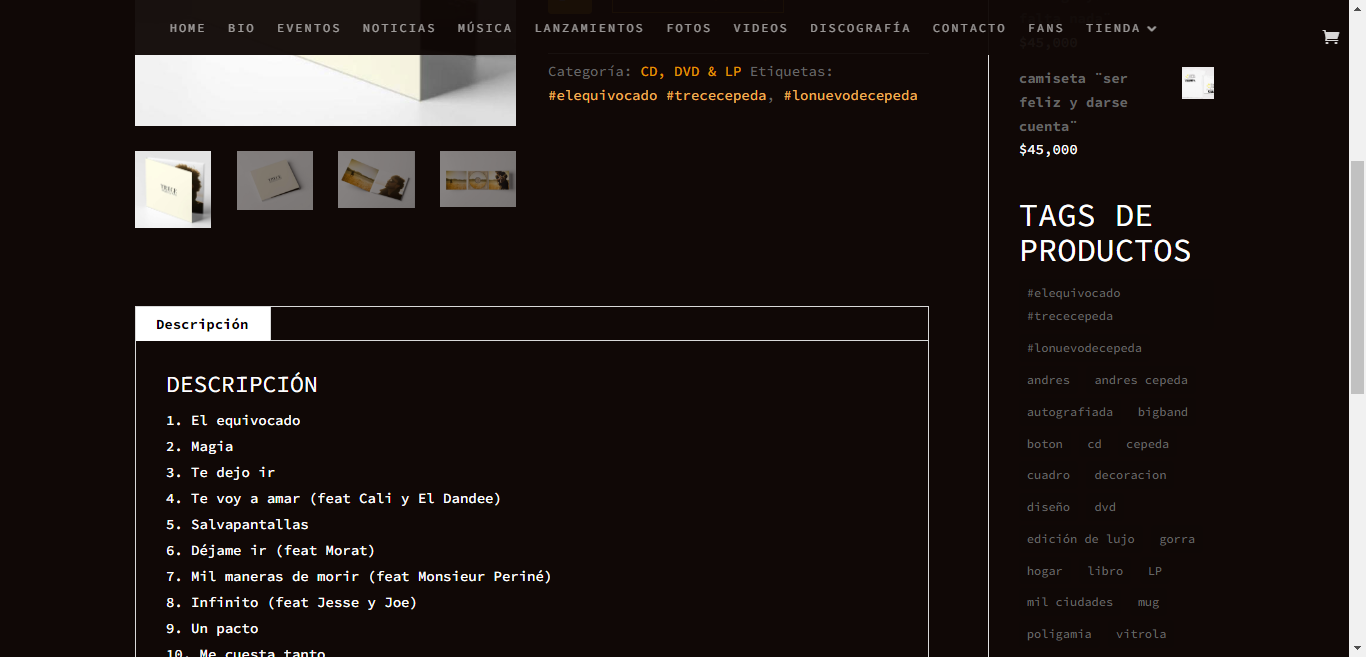 HOME BIO EVENTOS NOTICIAS MÚSICA LANZAMIENTOS FOTOS VIDEOS DISCOGRAFÍA CONTACTO FANS TIENDA
$45,000
Categoría: CD, DVD & LP Etiquetas:
#elequivocado #trececepeda, #lonuevodecepeda
camiseta ¨ser
feliz y darse
cuenta¨
$45,000
TRECE
TAGS DE
PRODUCTOS
#elequivocado
#trececepeda
#lonuevodecepeda
andres andres cepeda
autografiada bigband
boton cd cepeda
cuadro decoracion
diseño dvd
edición de lujo gorra
hogar libro LP
mil ciudades mug
poligamia vitrola
Descripción
DESCRIPCIÓN
1. El equivocado
2. Magia
3. Te dejo ir
4. Te voy a amar (feat Cali y El Dandee)
5. Salvapantallas
6. Déjame ir (feat Morat)
7. Mil maneras de morir (feat Monsieur Periné)
8. Infinito (feat Jesse y Joe)
9. Un pacto
10. Me cuesta tanto